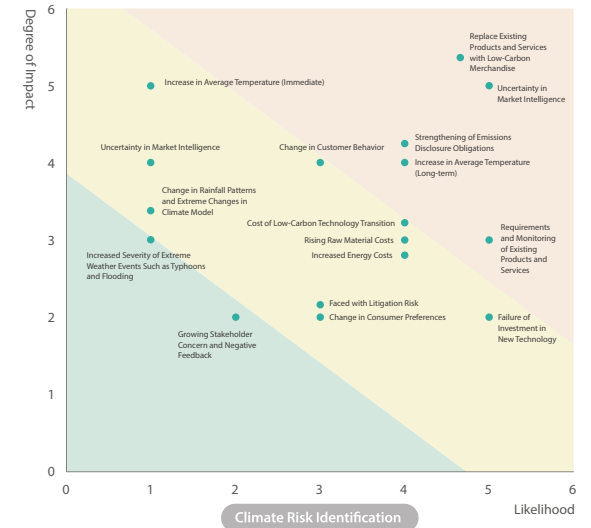 Degree of Impact
6
5
4
3
2
1
0
Replace Existing
Products and Services
with Low-Carbon
Merchandise
Increase in Average Temperature (Immediate)
Uncertainty in
Market Intelligence
Uncertainty in Market Intelligence
Change in Customer Behavior
Strengthening of Emissions
Disclosure Obligations
Increase in Average Temperature
(Long-term)
Change in Rainfall Patterns
and Extreme Changes in
Climate Model
Cost of Low-Carbon Technology Transition
Rising Raw Material Costs
Increased Energy Costs
Requirements
and Monitoring
of Existing
Products and
Services
Increased Severity of Extreme
Weather Events Such as Typhoons
and Flooding
Faced with Litigation Risk
Change in Consumer Preferences
Failure of
Investment in
New Technology
Growing Stakeholder
Concern and Negative
Feedback
0 1 2 3 4 5 6
Likelihood
Climate Risk Identification